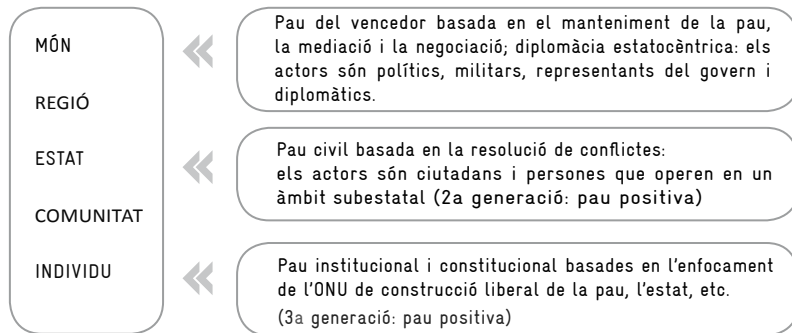 MÓN
REGIÓ
ESTAT
COMUNITAT
INDIVIDU
Pau del vencedor basada en el manteniment de la pau,
la mediació i la negociació; diplomàcia estatocèntrica: els
actors són polítics, militars, representants del govern i
diplomàtics.
Pau civil basada en la resolució de conflictes:
els actors són ciutadans i persones que operen en un
àmbit subestatal (2a generació: pau positiva)
Pau institucional i constitucional basades en l'enfocament
de l'ONU de construcció liberal de la pau, l'estat, etc.
(3a generació: pau positiva)